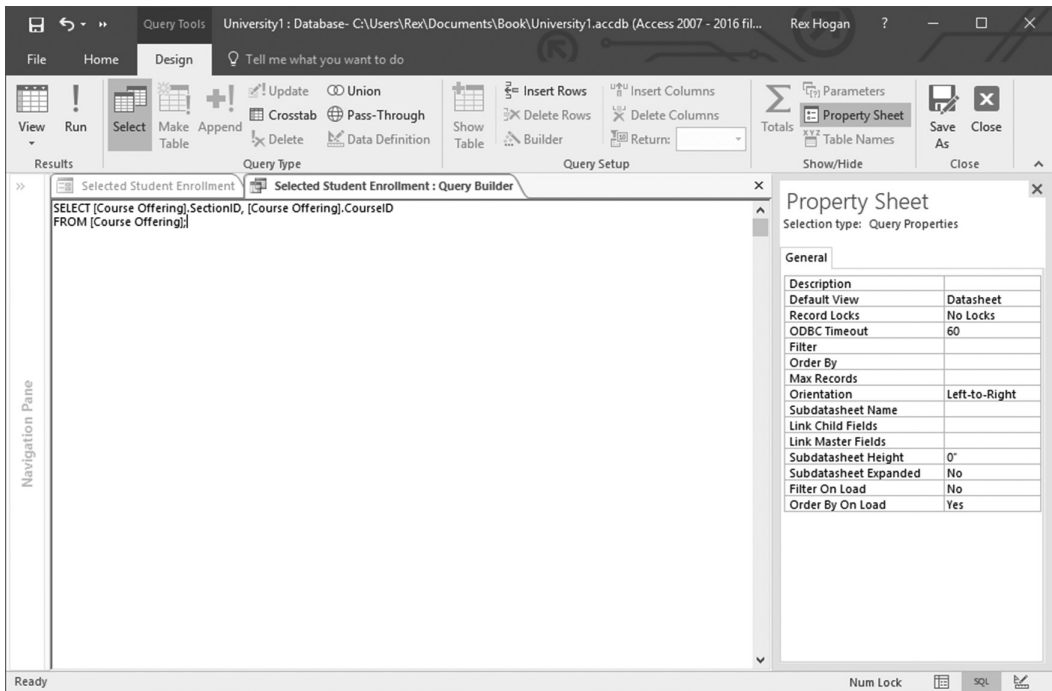 Query Tools
University1 : Database- C:\Users\Rex\Documents\Book\University1.accdb (Access 2007 - 2016 fil...
Rex Hogan
?
File Home Design Tell me what you want to do
View
Run
Results
Select
Make Table
Append
Update
Crosstab
Delete
Union
Pass-Through
Data Definition
Query Type
Show Table
Insert Rows
Delete Rows
Builder
Insert Columns
Delete Columns
Return:
Query Setup
Totals
Parameters
Property Sheet
Table Names
Show/Hide
Save As
Close
Close
Selected Student Enrollment
Selected Student Enrollment : Query Builder
SELECT [Course Offering].SectionID, [Course Offering].CourseID
FROM [Course Offering];
Navigation Pane
Property Sheet
Selection type: Query Properties
General
Description
Default View Datasheet
Record Locks No Locks
ODBC Timeout 60
Filter
Order By
Max Records
Orientation Left-to-Right
Subdatasheet Name
Link Child Fields
Link Master Fields
Subdatasheet Height 0"
Subdatasheet Expanded No
Filter On Load No
Order By On Load Yes
Ready
Num Lock
SQL